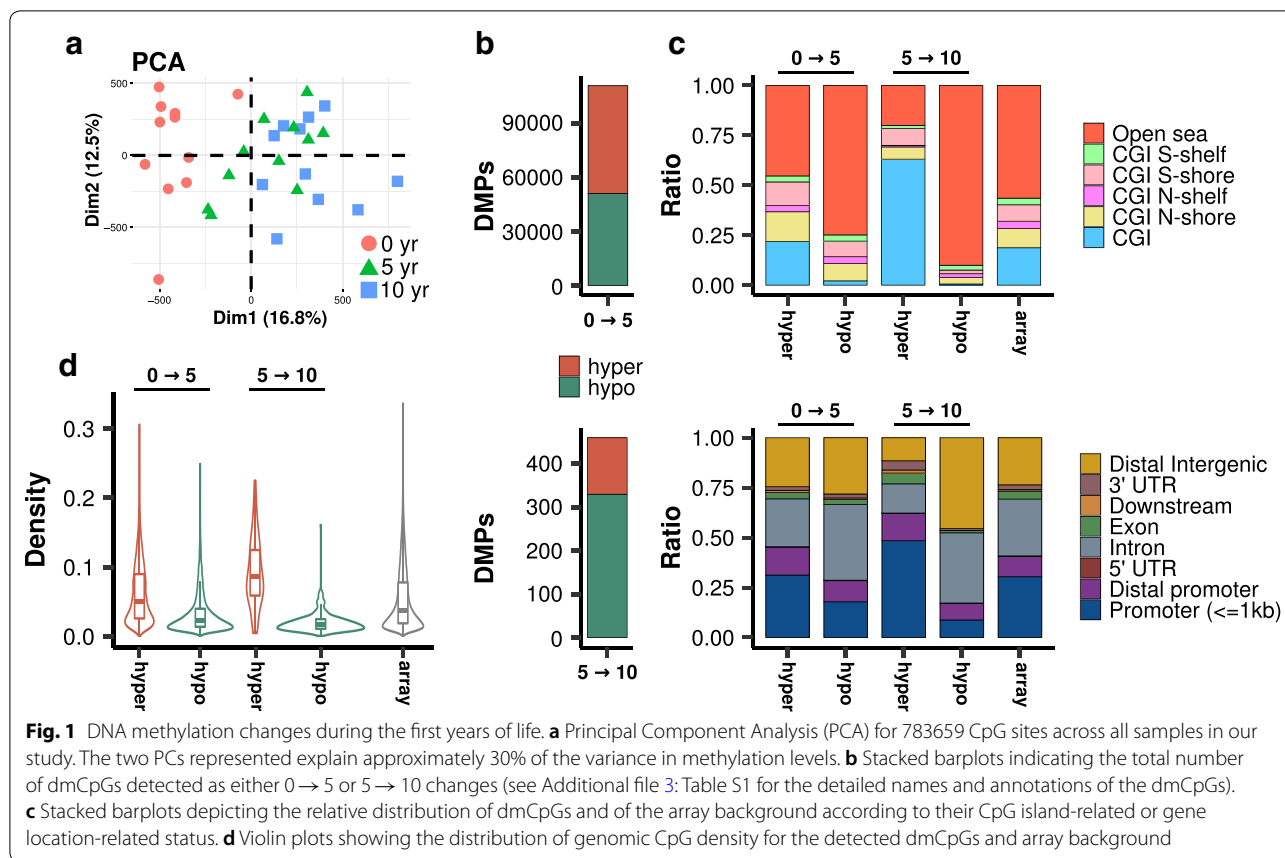 a
PCA
500
0
−500
Dim2 (12.5%)
−500
0
500
Dim1 (16.8%)
0 yr
5 yr
10 yr
b
90000
60000
30000
0
DMPs
0 → 5
hyper
hypo
400
300
200
100
0
DMPs
5 → 10
c
0 → 5
5 → 10
1.00
0.75
0.50
0.25
0.00
Ratio
hyper
hypo
hyper
hypo
array
Open sea
CGI S-shelf
CGI S-shore
CGI N-shelf
CGI N-shore
CGI
0 → 5
5 → 10
1.00
0.75
0.50
0.25
0.00
Ratio
hyper
hypo
hyper
hypo
array
Distal Intergenic
3' UTR
Downstream
Exon
Intron
5' UTR
Distal promoter
Promoter (<=1kb)
d
0 → 5
5 → 10
0.3
0.2
0.1
0.0
Density
hyper
hypo
hyper
hypo
array
Fig. 1 DNA methylation changes during the first years of life. a Principal Component Analysis (PCA) for 783659 CpG sites across all samples in our
study. The two PCs represented explain approximately 30% of the variance in methylation levels. b Stacked barplots indicating the total number
of dmCpGs detected as either 0 → 5 or 5 → 10 changes (see Additional file 3: Table S1 for the detailed names and annotations of the dmCpGs).
c Stacked barplots depicting the relative distribution of dmCpGs and of the array background according to their CpG island-related or gene
location-related status. d Violin plots showing the distribution of genomic CpG density for the detected dmCpGs and array background